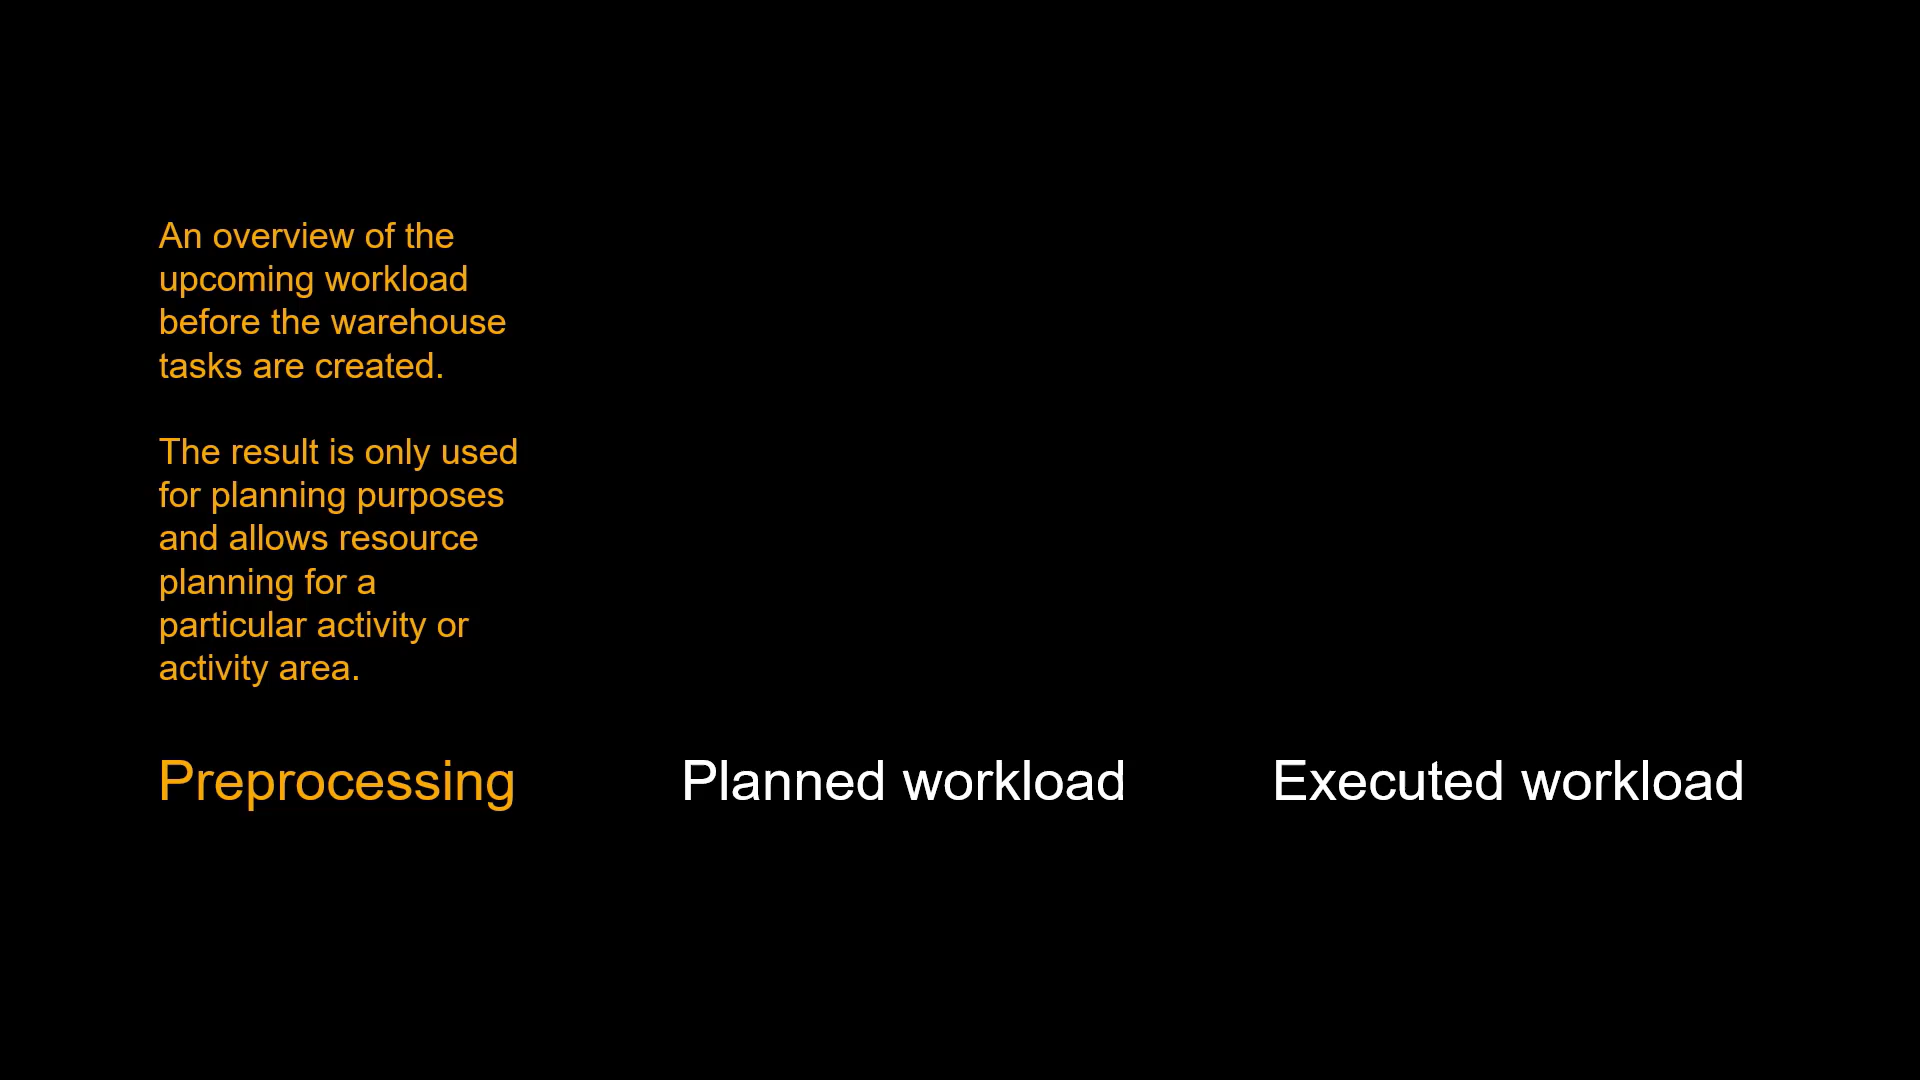 An overview of the
upcoming workload
before the warehouse
tasks are created.
The result is only used
for planning purposes
and allows resource
planning for a
particular activity or
activity area.
Preprocessing
Planned workload
Executed workload